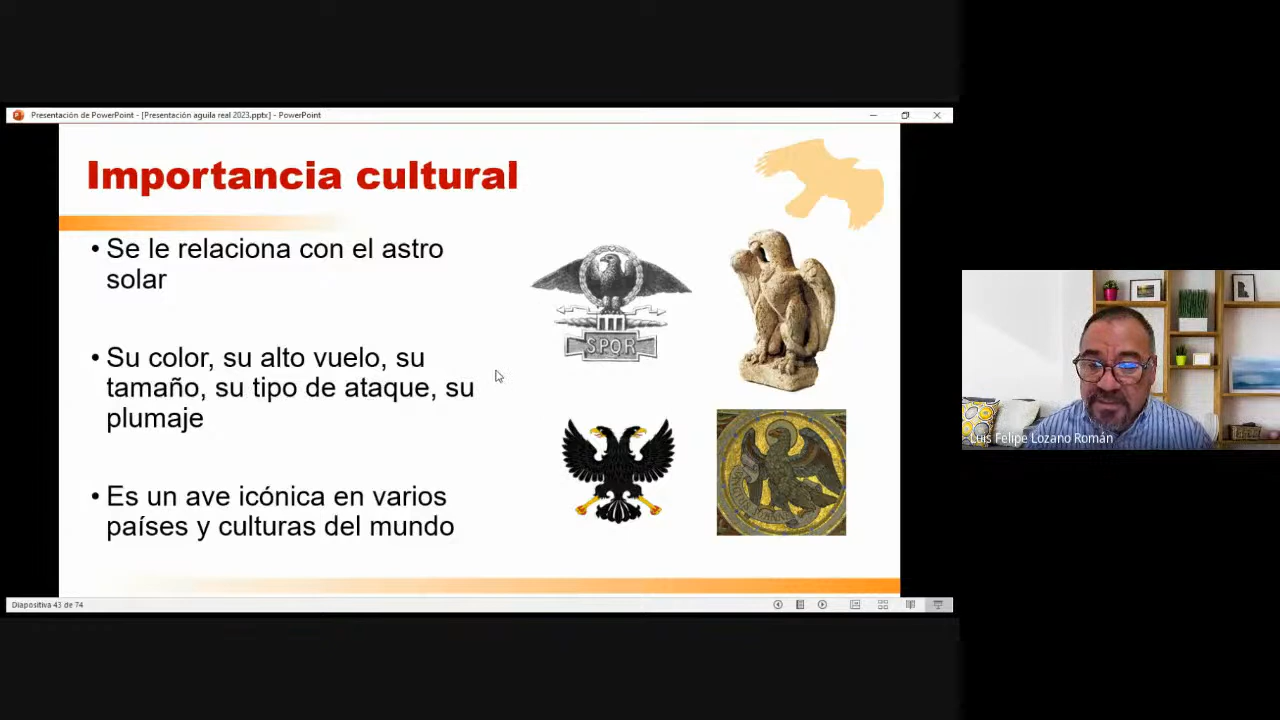 Presentación de PowerPoint - [Presentación aguila real 2023.pptx] - PowerPoint
Importancia cultural
• Se le relaciona con el astro
solar
• Su color, su alto vuelo, su
tamaño, su tipo de ataque, su
plumaje
• Es un ave icónica en varios
países y culturas del mundo
SPQR
Diapositiva 43 de 74
Luis Felipe Lozano Román